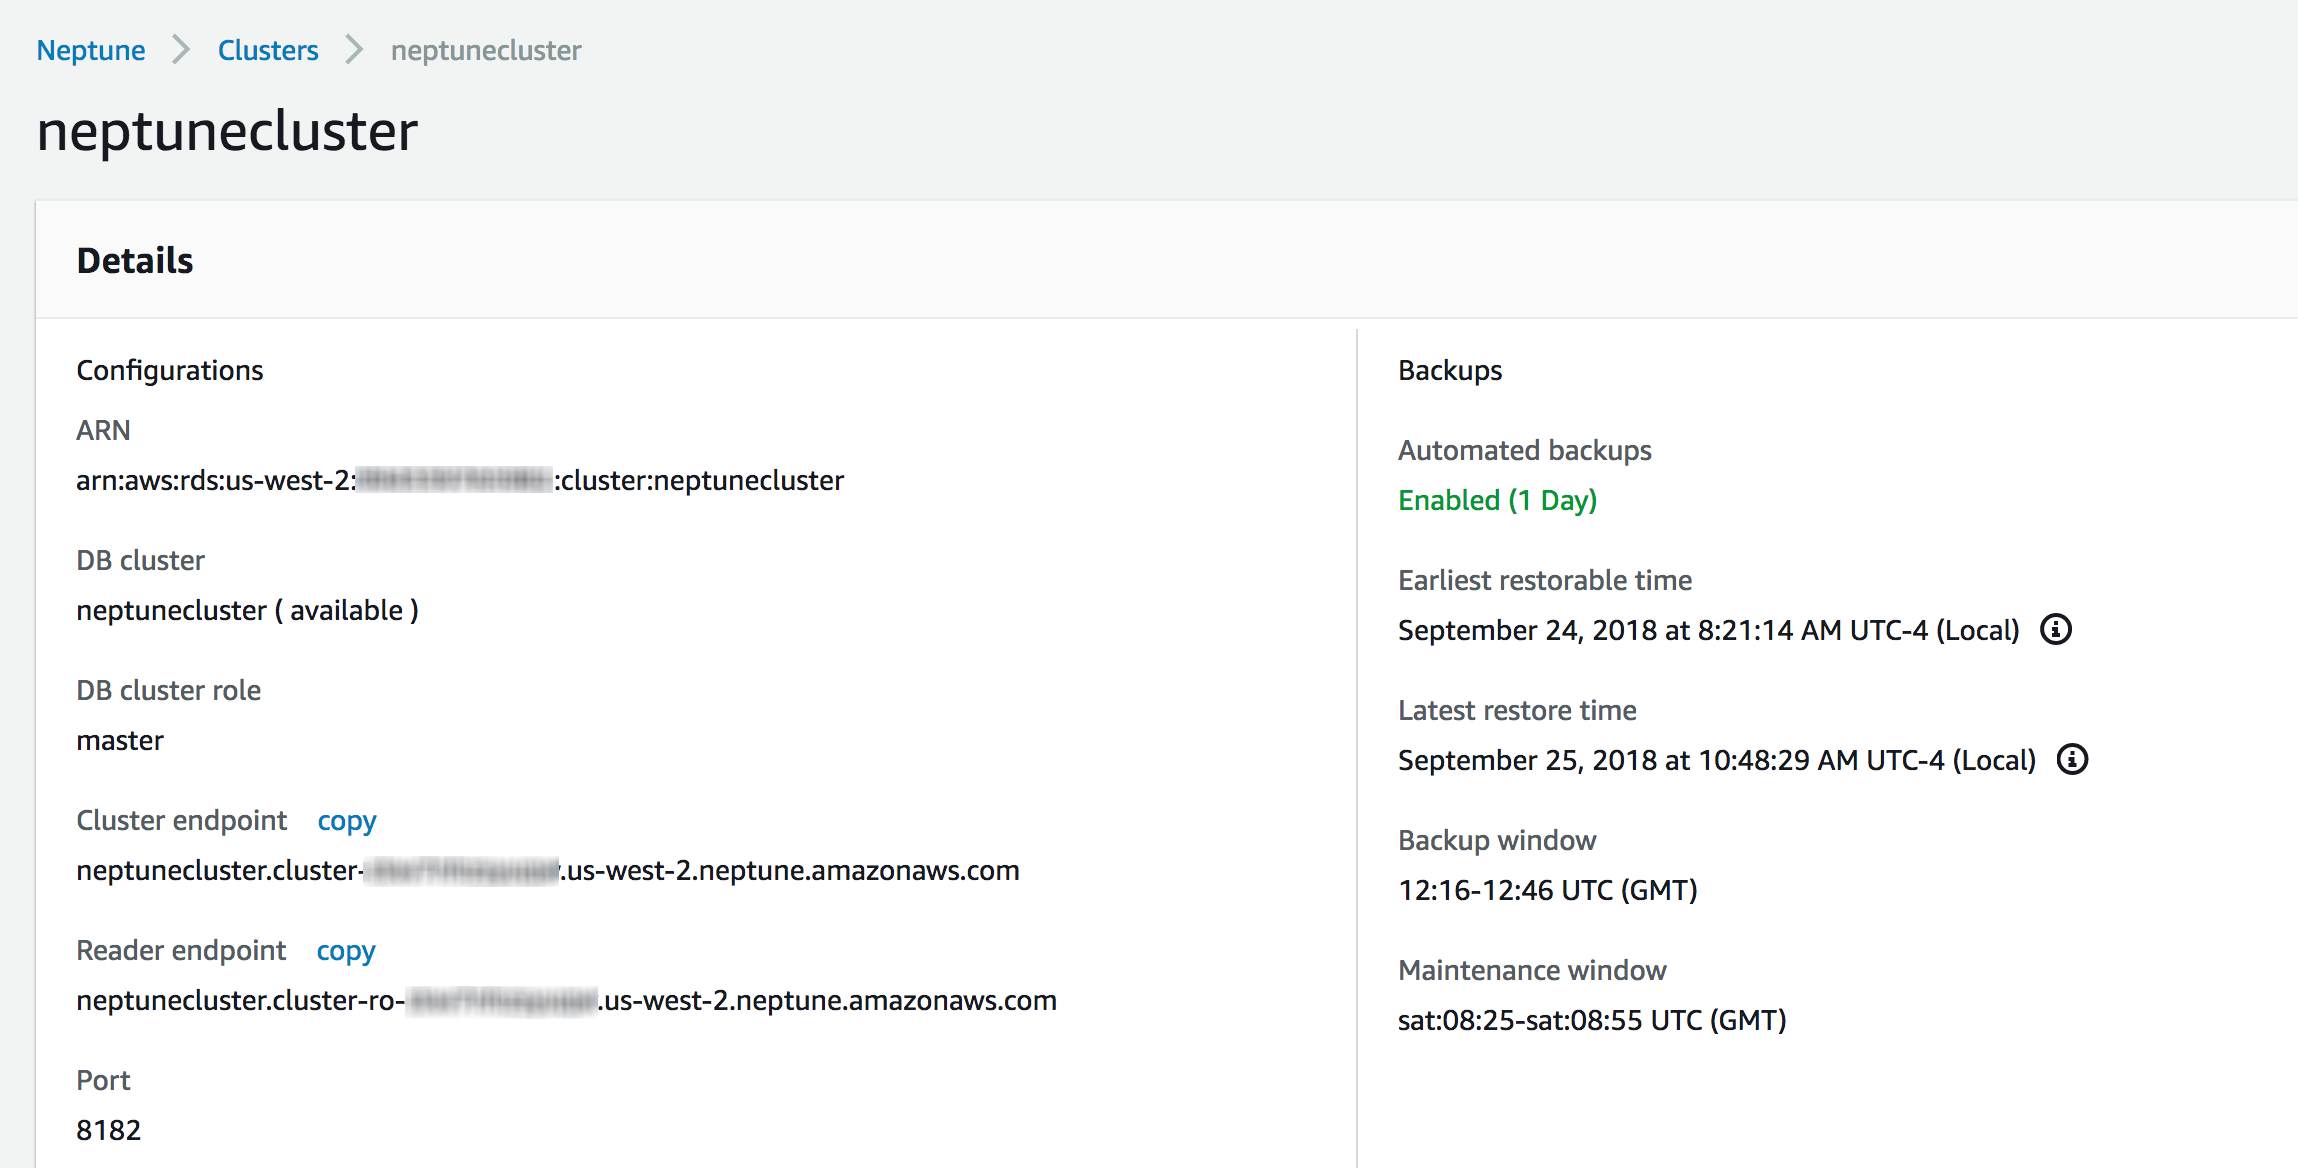 Neptune > Clusters > neptunecluster
neptunecluster
Details
Configurations
ARN
arn:aws:rds:us-west-2: :cluster:neptunecluster
DB cluster
neptunecluster ( available )
DB cluster role
master
Cluster endpoint copy
neptunecluster.cluster- .us-west-2.neptune.amazonaws.com
Reader endpoint copy
neptunecluster.cluster-ro- .us-west-2.neptune.amazonaws.com
Port
8182
Backups
Automated backups
Enabled (1 Day)
Earliest restorable time
September 24, 2018 at 8:21:14 AM UTC-4 (Local)
Latest restore time
September 25, 2018 at 10:48:29 AM UTC-4 (Local)
Backup window
12:16-12:46 UTC (GMT)
Maintenance window
sat:08:25-sat:08:55 UTC (GMT)